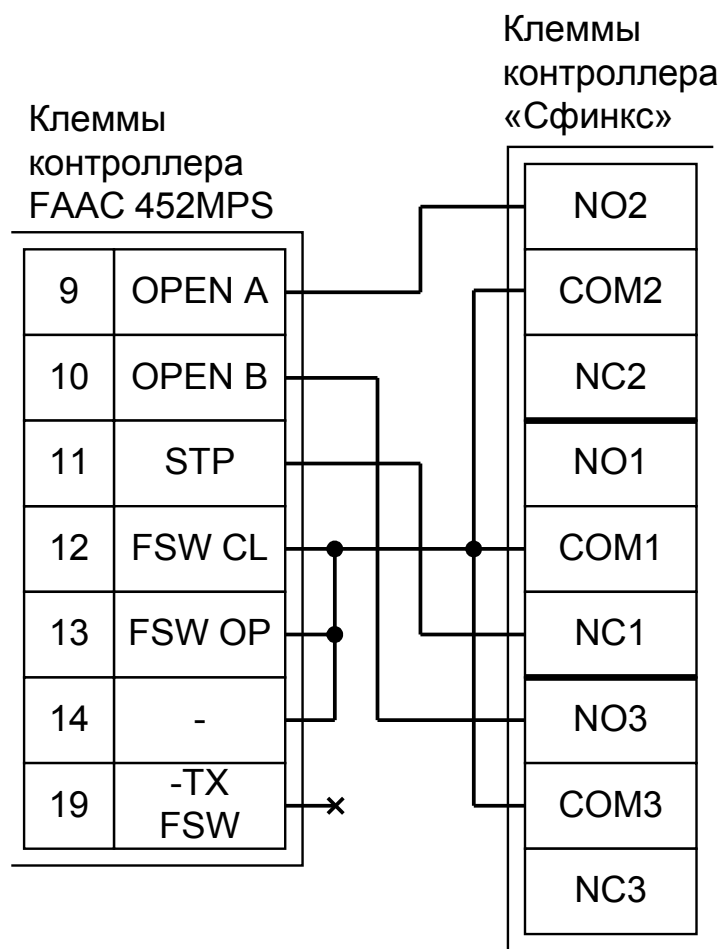 Клеммы
контроллера
«Сфинкс»
Клеммы
контроллера
FAAC 452MPS
9 OPEN A
10 OPEN B
11 STP
12 FSW CL
13 FSW OP
14 -
19 -TX
FSW
NO2
COM2
NC2
NO1
COM1
NC1
NO3
COM3
NC3